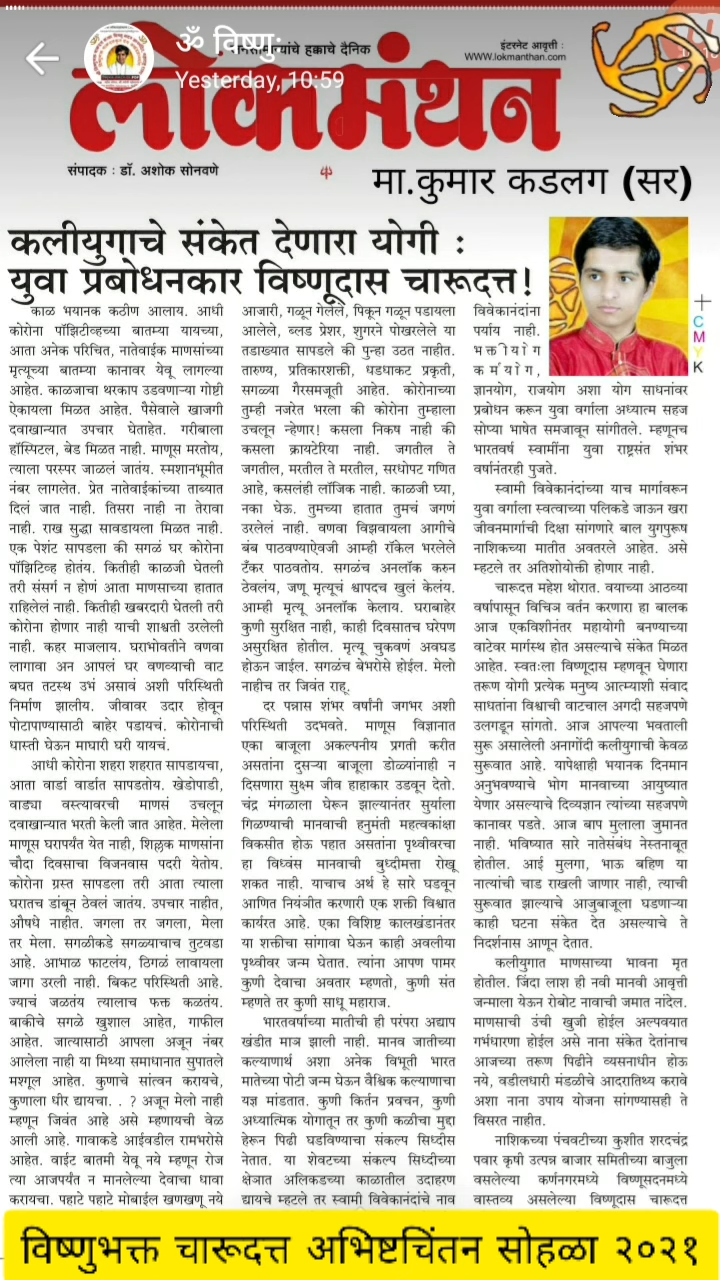 ॐ विष्णुः
Yesterday, 10:59
इंटरनेट आवृत्ती :
www.lokmanthan.com
लोकमंथन
संपादक : डॉ. अशोक सोनवणे
मा.कुमार कडलग (सर)
कलीयुगाचे संकेत देणारा योगी :
युवा प्रबोधनकार विष्णूदास चारूदत्त!
काळ भयानक कठीण आलाय. आधी
कोरोना पॉझिटीव्हच्या बातम्या यायच्या,
आता अनेक परिचित, नातेवाईक माणसांच्या
मृत्यूच्या बातम्या कानावर येवू लागल्या
आहेत. काळजाचा थरकाप उडवणाऱ्या गोष्टी
ऐकायला मिळत आहेत. पैसेवाले खाजगी
दवाखान्यात उपचार घेताहेत. गरीबाला
हॉस्पिटल, बेड मिळत नाही. माणूस मरतोय,
त्याला परस्पर जाळलं जातंय. स्मशानभूमीत
नंबर लागलेत. प्रेत नातेवाईकांच्या ताब्यात
दिलं जात नाही. तिसरा नाही ना तेरावा
नाही. राख सुद्धा सावडायला मिळत नाही.
एक पेशंट सापडला की सगळं घर कोरोना
पॉझिटिव्ह होतंय. कितीही काळजी घेतली
तरी संसर्ग न होणं आता माणसाच्या हातात
राहिलेलं नाही. कितीही खबरदारी घेतली तरी
कोरोना होणार नाही याची शाश्वती उरलेली
नाही. कहर माजलाय. घराभोवतीने वणवा
लागावा अन आपलं घर वणव्याची वाट
बघत तटस्थ उभं असावं अशी परिस्थिती
निर्माण झालीय. जीवावर उदार होवून
पोटापाण्यासाठी बाहेर पडायचं. कोरोनाची
धास्ती घेऊन माघारी घरी यायचं.
आधी कोरोना शहरा शहरात सापडायचा,
आता वार्डा वार्डात सापडतोय. खेडोपाडी,
वाड्या वस्त्यावरची माणसं उचलून
दवाखान्यात भरती केली जात आहेत. मेलेला
माणूस घरापर्यंत येत नाही, शिल्लक माणसांना
चौदा दिवसाचा विजनवास पदरी येतोय.
कोरोना ग्रस्त सापडला तरी आता त्याला
घरातच डांबून ठेवलं जातंय. उपचार नाहीत,
औषधे नाहीत. जगला तर जगला, मेला
तर मेला. सगळीकडे सगळ्याचाच तुटवडा
आहे. आभाळ फाटलंय, ठिगळं लावायला
जागा उरली नाही. बिकट परिस्थिती आहे.
ज्याचं जळतंय त्यालाच फक्त कळतंय.
बाकीचे सगळे खुशाल आहेत, गाफील
आहेत. जात्यासाठी आपला अजून नंबर
आलेला नाही या मिथ्या समाधानात सुपातले
मश्गूल आहेत. कुणाचे सांत्वन करायचे,
कुणाला धीर द्यायचा. . ? अजून मेलो नाही
म्हणून जिवंत आहे असे म्हणायची वेळ
आली आहे. गावाकडे आईवडील रामभरोसे
आहेत. वाईट बातमी येवू नये म्हणून रोज
त्या आजपर्यंत न मानलेल्या देवाचा धावा
करायचा. पहाटे पहाटे मोबाईल खणखणू नये
आजारी, गळून गेलेले, पिकून गळून पडायला
आलेले, ब्लड प्रेशर, शुगरने पोखरलेले या
तडाख्यात सापडले की पुन्हा उठत नाहीत.
तारुण्य, प्रतिकारशक्ती, धडधाकट प्रकृती,
सगळ्या गैरसमजूती आहेत. कोरोनाच्या
तुम्ही नजरेत भरला की कोरोना तुम्हाला
उचलून न्हेणार! कसला निकष नाही की
कसला क्रायटेरिया नाही. जगतील ते
जगतील, मरतील ते मरतील, सरधोपट गणित
आहे, कसलंही लॉजिक नाही. काळजी घ्या,
नका घेऊ. तुमच्या हातात तुमचं जगणं
उरलेलं नाही. वणवा विझवायला आगीचे
बंब पाठवण्याऐवजी आम्ही रॉकेल भरलेले
टँकर पाठवतोय. सगळंच अनलॉक करुन
ठेवलंय, जणू मृत्यूचं श्वापदच खुलं केलंय.
आम्ही मृत्यू अनलॉक केलाय. घराबाहेर
कुणी सुरक्षित नाही, काही दिवसातच घरेपण
असुरक्षित होतील. मृत्यू चुकवणं अवघड
होऊन जाईल. सगळंच बेभरोसे होईल. मेलो
नाहीच तर जिवंत राहू.
दर पन्नास शंभर वर्षांनी जगभर अशी
परिस्थिती उदभवते. माणूस विज्ञानात
एका बाजूला अकल्पनीय प्रगती करीत
असतांना दुसऱ्या बाजूला डोळ्यांनाही न
दिसणारा सुक्ष्म जीव हाहाकार उडवून देतो.
चंद्र मंगळाला घेरून झाल्यानंतर सुर्याला
गिळण्याची मानवाची हनुमंती महत्वकांक्षा
विकसीत होऊ पहात असतांना पृथ्वीवरचा
हा विध्वंस मानवाची बुध्दीमत्ता रोखू
शकत नाही. याचाच अर्थ हे सारे घडवून
आणित नियंत्रीत करणारी एक शक्ती विश्वात
कार्यरत आहे. एका विशिष्ट कालखंडानंतर
या शक्तीचा सांगावा घेऊन काही अवलीया
पृथ्वीवर जन्म घेतात. त्यांना आपण पामर
कुणी देवाचा अवतार म्हणतो, कुणी संत
म्हणते तर कुणी साधू महाराज.
भारतवर्षाच्या मातीची ही परंपरा अद्याप
खंडीत मात्र झाली नाही. मानव जातीच्या
कल्याणार्थ अशा अनेक विभूती भारत
मातेच्या पोटी जन्म घेऊन वैश्विक कल्याणाचा
यज्ञ मांडतात. कुणी किर्तन प्रवचन, कुणी
अध्यात्मिक योगातून तर कुणी कळीचा मुद्दा
हेरून पिढी घडविण्याचा संकल्प सिध्दीस
नेतात. या शेवटच्या संकल्प सिध्दीच्या
क्षेत्रात अलिकडच्या काळातील उदाहरण
द्यायचे म्हटले तर स्वामी विवेकानंदांचे नाव
विवेकानंदांना
पर्याय नाही.
भक्तीयोग
कर्मयोग,
ज्ञानयोग, राजयोग अशा योग साधनांवर
प्रबोधन करून युवा वर्गाला अध्यात्म सहज
सोप्या भाषेत समजावून सांगीतले. म्हणूनच
भारतवर्ष स्वामींना युवा राष्ट्रसंत शंभर
वर्षानंतरही पुजते.
स्वामी विवेकानंदांच्या याच मार्गावरून
युवा वर्गाला स्वत्वाच्या पलिकडे जाऊन खरा
जीवनमार्गाची दिक्षा सांगणारे बाल युगपुरूष
नाशिकच्या मातीत अवतरले आहेत. असे
म्हटले तर अतिशोयोक्ती होणार नाही.
चारूदत्त महेश थोरात. वयाच्या आठव्या
वर्षापासून विचित्र वर्तन करणारा हा बालक
आज एकविशीनंतर महायोगी बनण्याच्या
वाटेवर मार्गस्थ होत असल्याचे संकेत मिळत
आहेत. स्वतःला विष्णूदास म्हणवून घेणारा
तरूण योगी प्रत्येक मनुष्य आत्म्याशी संवाद
साधतांना विश्वाची वाटचाल अगदी सहजपणे
उलगडून सांगतो. आज आपल्या भवताली
सुरू असालेली अनागोंदी कलीयुगाची केवळ
सुरूवात आहे. यापेक्षाही भयानक दिनमान
अनुभवण्याचे भोग मानवाच्या आयुष्यात
येणार असल्याचे दिव्यज्ञान त्यांच्या सहजपणे
कानावर पडते. आज बाप मुलाला जुमानत
नाही. भविष्यात सारे नातेसंबंध नेस्तनाबूत
होतील. आई मुलगा, भाऊ बहिण या
नात्यांची चाड राखली जाणार नाही, त्याची
सुरूवात झाल्याचे आजुबाजूला घडणाऱ्या
काही घटना संकेत देत असल्याचे ते
निदर्शनास आणून देतात.
कलीयुगात माणसाच्या भावना मृत
होतील. जिंदा लाश ही नवी मानवी आवृत्ती
जन्माला येऊन रोबोट नावाची जमात नांदेल.
माणसाची उंची खुजी होईल अल्पवयात
गर्भधारणा होईल असे नाना संकेत देतांनाच
आजच्या तरूण पिढीने व्यसनाधीन होऊ
नये, वडीलधारी मंडळीचे आदरातिथ्य करावे
अशा नाना उपाय योजना सांगण्यासही ते
विसरत नाहीत.
नाशिकच्या पंचवटीच्या कुशीत शरदचंद्र
पवार कृषी उत्पन्न बाजार समितीच्या बाजुला
वसलेल्या कर्णनगरमध्ये विष्णूसदनमध्ये
वास्तव्य असलेल्या विष्णूदास चारूदत्त
C
M
Y
K
विष्णुभक्त चारूदत्त अभिष्टचिंतन सोहळा २०२१